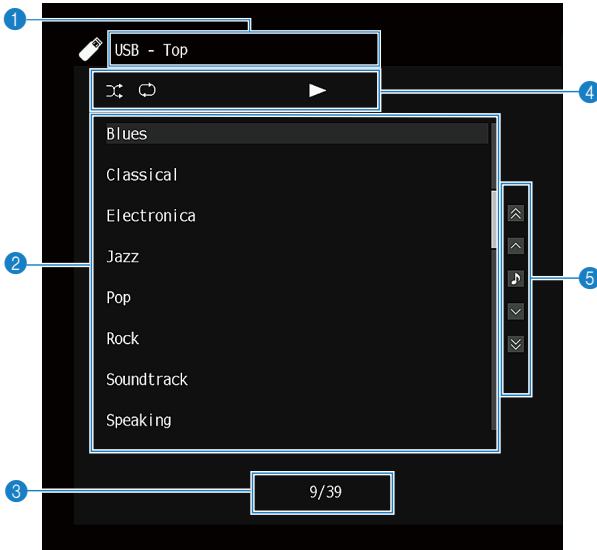 1
USB - Top
4
Blues
Classical
Electronica
2
Jazz
5
Pop
Rock
Soundtrack
Speaking
3
9/39